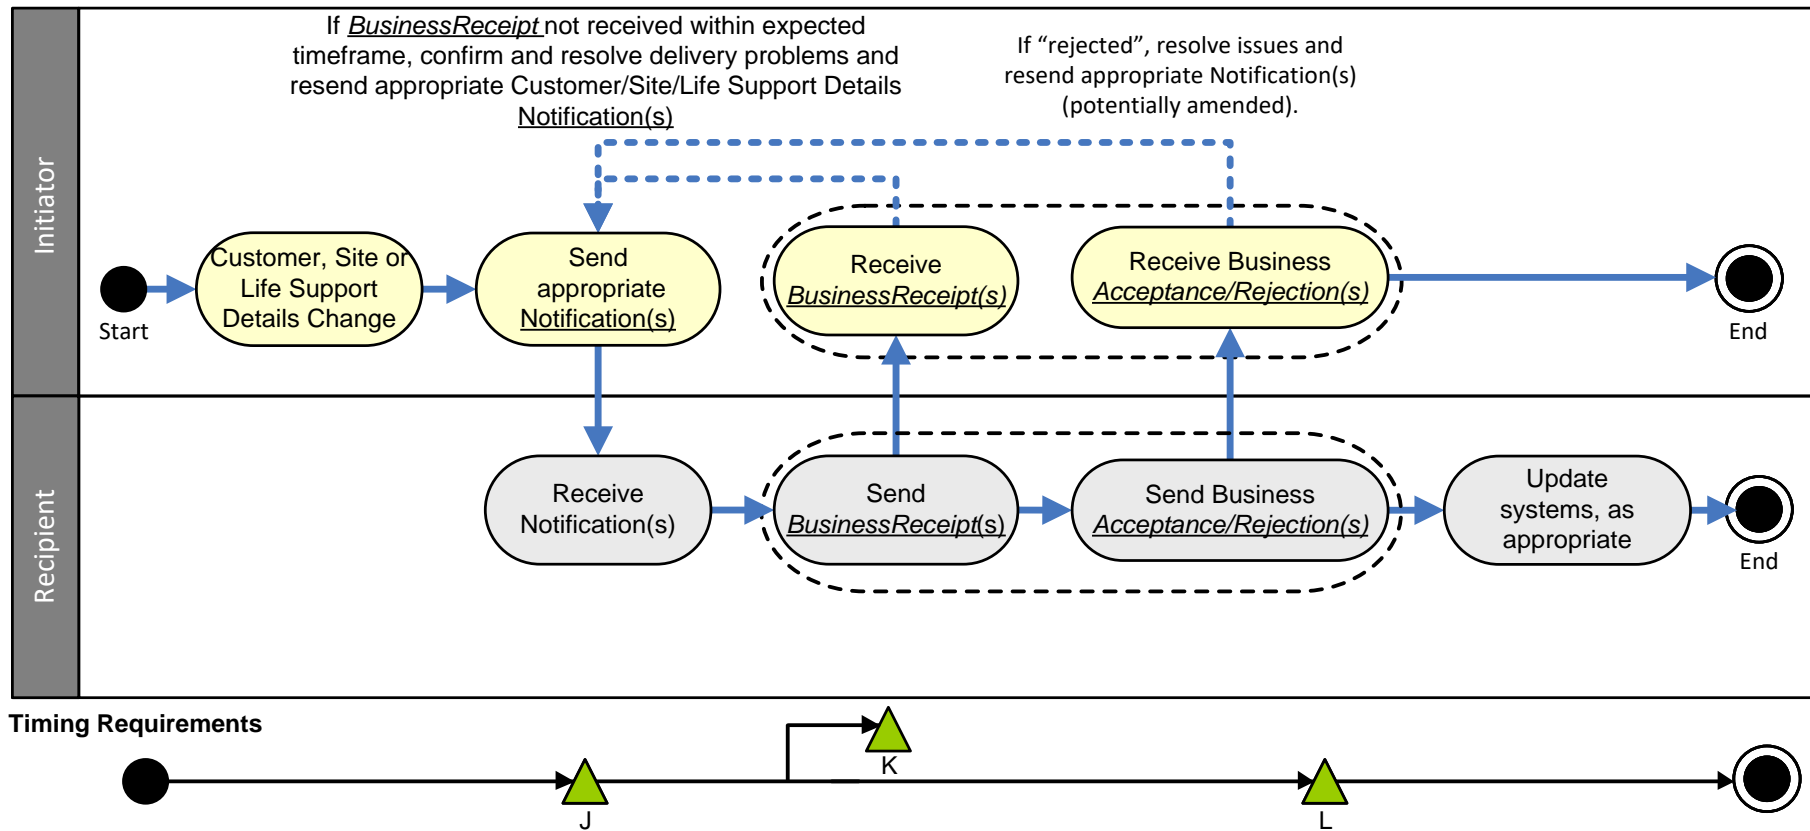 If BusinessReceipt not received within expected
timeframe, confirm and resolve delivery problems and
resend appropriate Customer/Site/Life Support Details
Notification(s)
If “rejected”, resolve issues and
resend appropriate Notification(s)
(potentially amended).
Initiator
Start
Customer, Site or
Life Support
Details Change
Send
appropriate
Notification(s)
Receive
BusinessReceipt(s)
Receive Business
Acceptance/Rejection(s)
End
Recipient
Receive
Notification(s)
Send
BusinessReceipt(s)
Send Business
Acceptance/Rejection(s)
Update
systems, as
appropriate
End
Timing Requirements
J
K
L